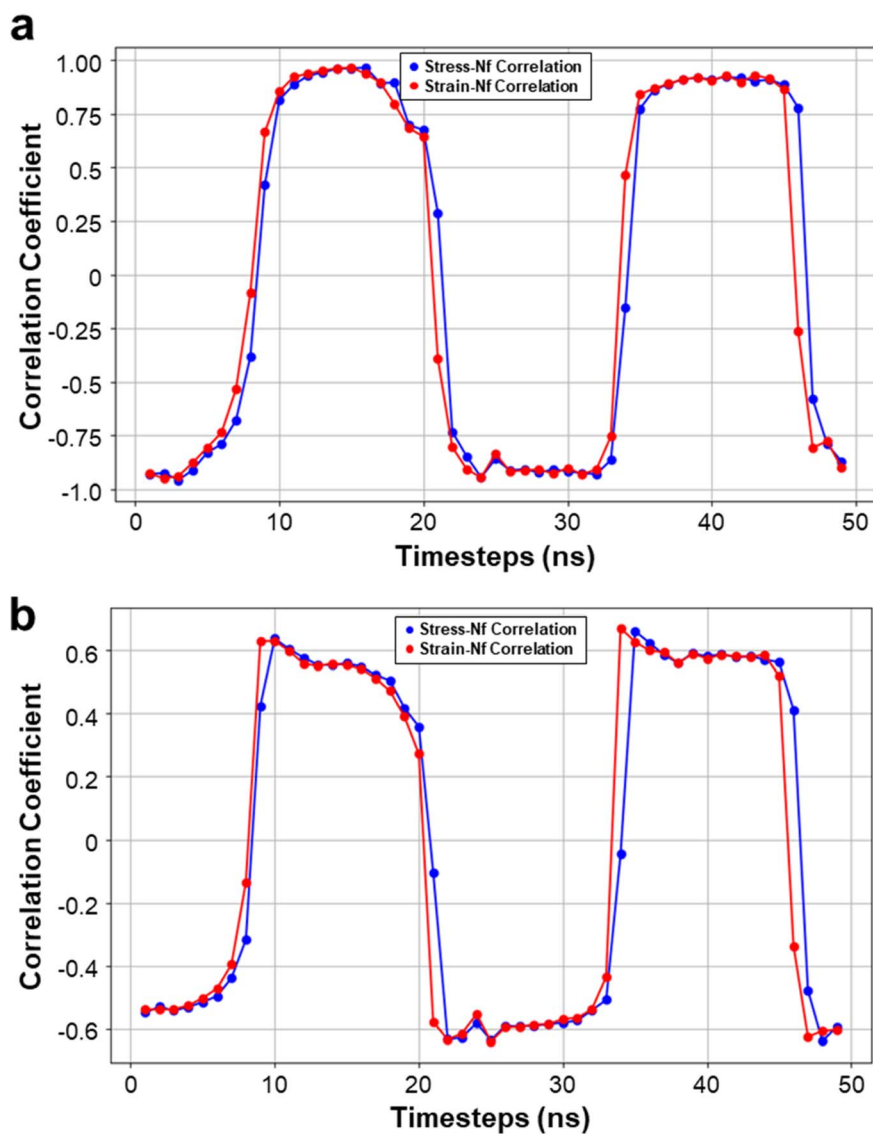 a
Stress-Nf Correlation
Strain-Nf Correlation
Correlation Coefficient
1.00
0.75
0.5
0.25
0
-0.25
-0.5
-0.75
-1.0
0 10 20 30 40 50
Timesteps (ns)
b
Stress-Nf Correlation
Strain-Nf Correlation
Correlation Coefficient
0.6
0.4
0.2
0
-0.2
-0.4
-0.6
0 10 20 30 40 50
Timesteps (ns)